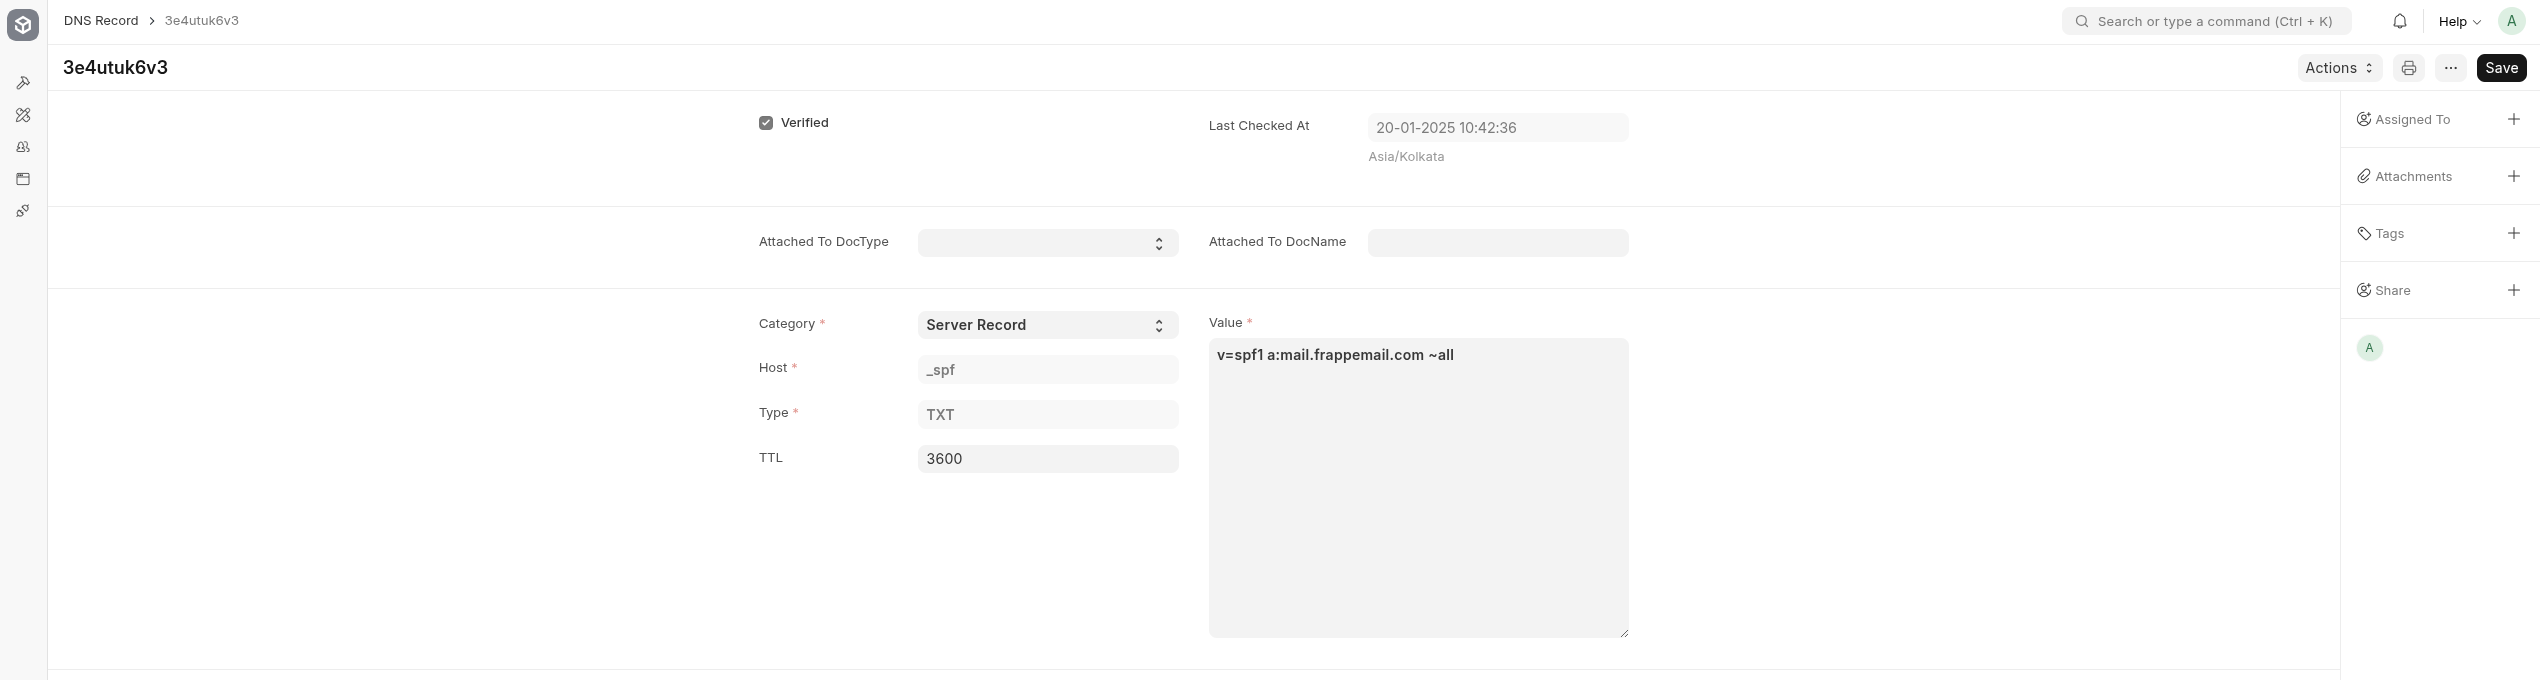 DNS Record > 3e4utuk6v3
Search or type a command (Ctrl + K)
Help
A
3e4utuk6v3
Actions
Save
Verified
Last Checked At
20-01-2025 10:42:36
Asia/Kolkata
Attached To DocType
Attached To DocName
Category *
Server Record
Host *
_spf
Type *
TXT
TTL
3600
Value *
v=spf1 a:mail.frappemail.com ~all
Assigned To
Attachments
Tags
Share
A